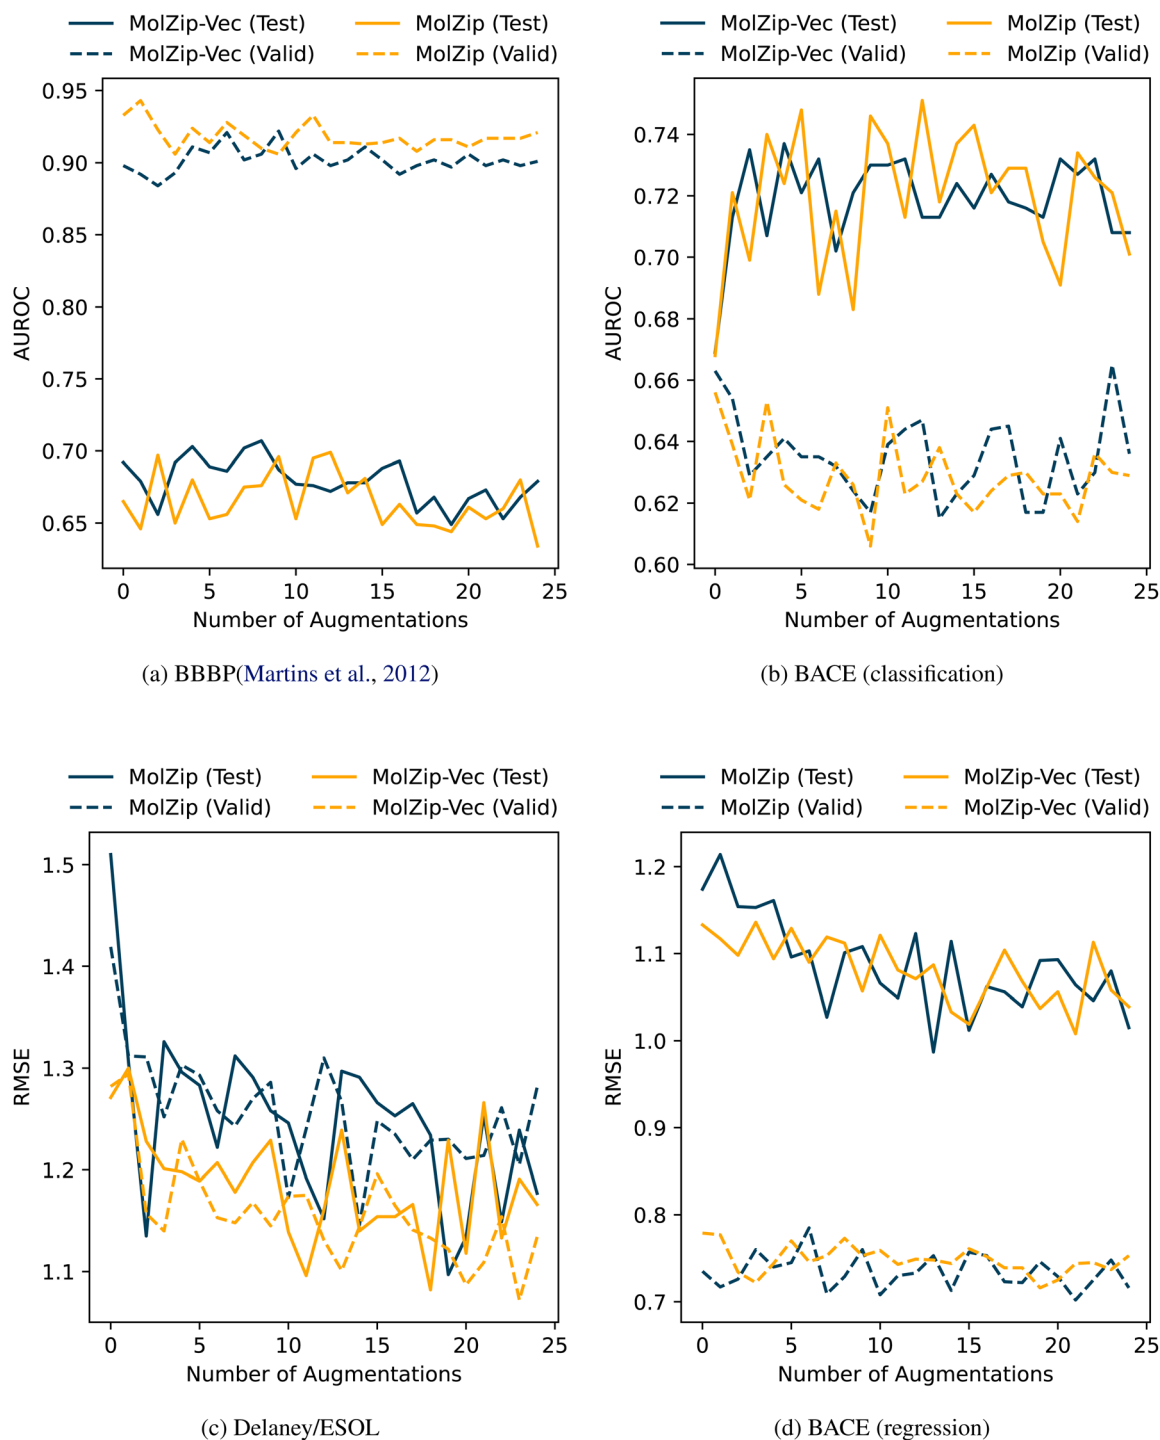 MolZip-Vec (Test) MolZip (Test)
MolZip-Vec (Valid) MolZip (Valid)
0.95
0.90
0.85
0.80
0.75
0.70
0.65
AUROC
0 5 10 15 20 25
Number of Augmentations
(a) BBBP(Martins et al., 2012)
MolZip-Vec (Test) MolZip (Test)
MolZip-Vec (Valid) MolZip (Valid)
0.74
0.72
0.70
0.68
0.66
0.64
0.62
0.60
AUROC
0 5 10 15 20 25
Number of Augmentations
(b) BACE (classification)
MolZip (Test) MolZip-Vec (Test)
MolZip (Valid) MolZip-Vec (Valid)
1.5
1.4
1.3
1.2
1.1
RMSE
0 5 10 15 20 25
Number of Augmentations
(c) Delaney/ESOL
MolZip (Test) MolZip-Vec (Test)
MolZip (Valid) MolZip-Vec (Valid)
1.2
1.1
1.0
0.9
0.8
0.7
RMSE
0 5 10 15 20 25
Number of Augmentations
(d) BACE (regression)